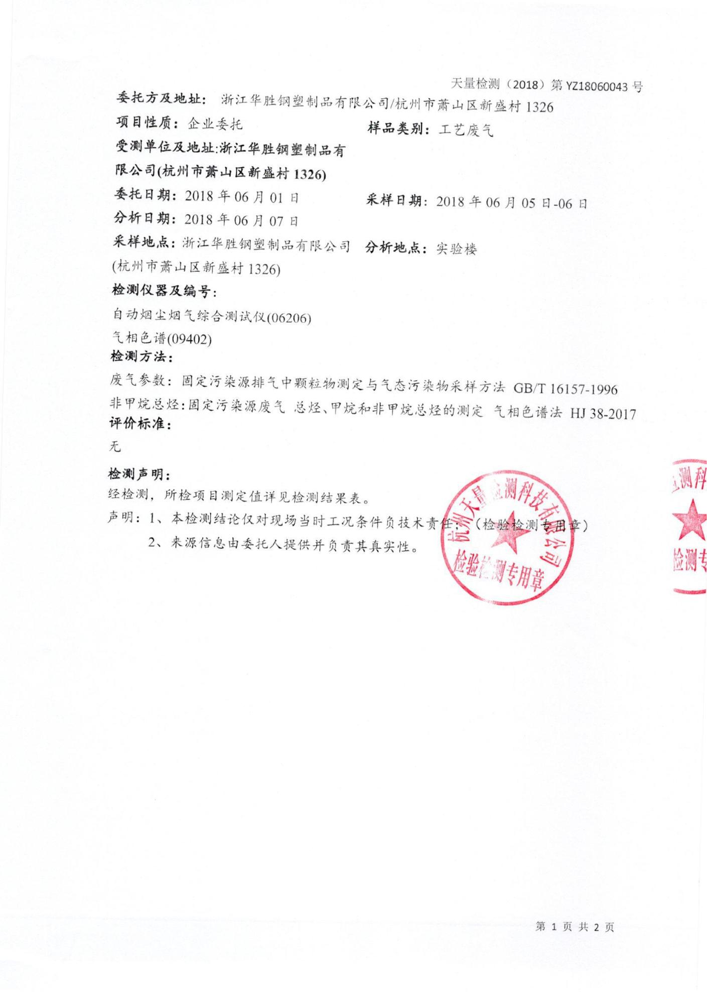 天量检测（2018）第 YZ18060043 号
委托方及地址： 浙江华胜钢塑制品有限公司/杭州市萧山区新盛村 1326
项目性质：企业委托 样品类别：工艺废气
受测单位及地址:浙江华胜钢塑制品有
限公司(杭州市萧山区新盛村 1326)
委托日期：2018 年 06 月 01 日 采样日期：2018 年 06 月 05 日-06 日
分析日期：2018 年 06 月 07 日
采样地点：浙江华胜钢塑制品有限公司 分析地点：实验楼
(杭州市萧山区新盛村 1326)
检测仪器及编号：
自动烟尘烟气综合测试仪(06206)
气相色谱(09402)
检测方法：
废气参数：固定污染源排气中颗粒物测定与气态污染物采样方法 GB/T 16157-1996
非甲烷总烃:固定污染源废气 总烃、甲烷和非甲烷总烃的测定 气相色谱法 HJ 38-2017
评价标准：
无
检测声明：
经检测，所检项目测定值详见检测结果表。
声明：1、本检测结论仅对现场当时工况条件负技术责任；（检验检测专用章）
2、来源信息由委托人提供并负责其真实性。
杭州天量检测科技有限公司
检验检测专用章
测科
检测专
第 1 页 共 2 页